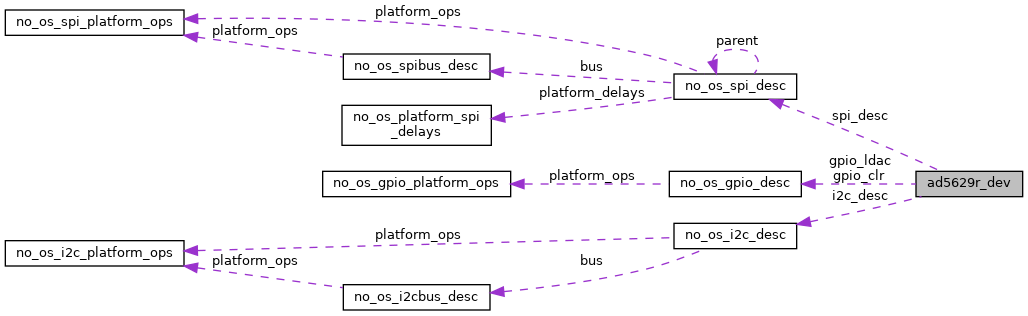 platform_ops
no_os_spi_platform_ops
platform_ops
parent
no_os_spibus_desc
bus
no_os_spi_desc
platform_delays
no_os_platform_spi
_delays
spi_desc
gpio_ldac
gpio_clr
no_os_gpio_platform_ops
platform_ops
no_os_gpio_desc
ad5629r_dev
i2c_desc
platform_ops
no_os_i2c_desc
no_os_i2c_platform_ops
platform_ops
bus
no_os_i2cbus_desc